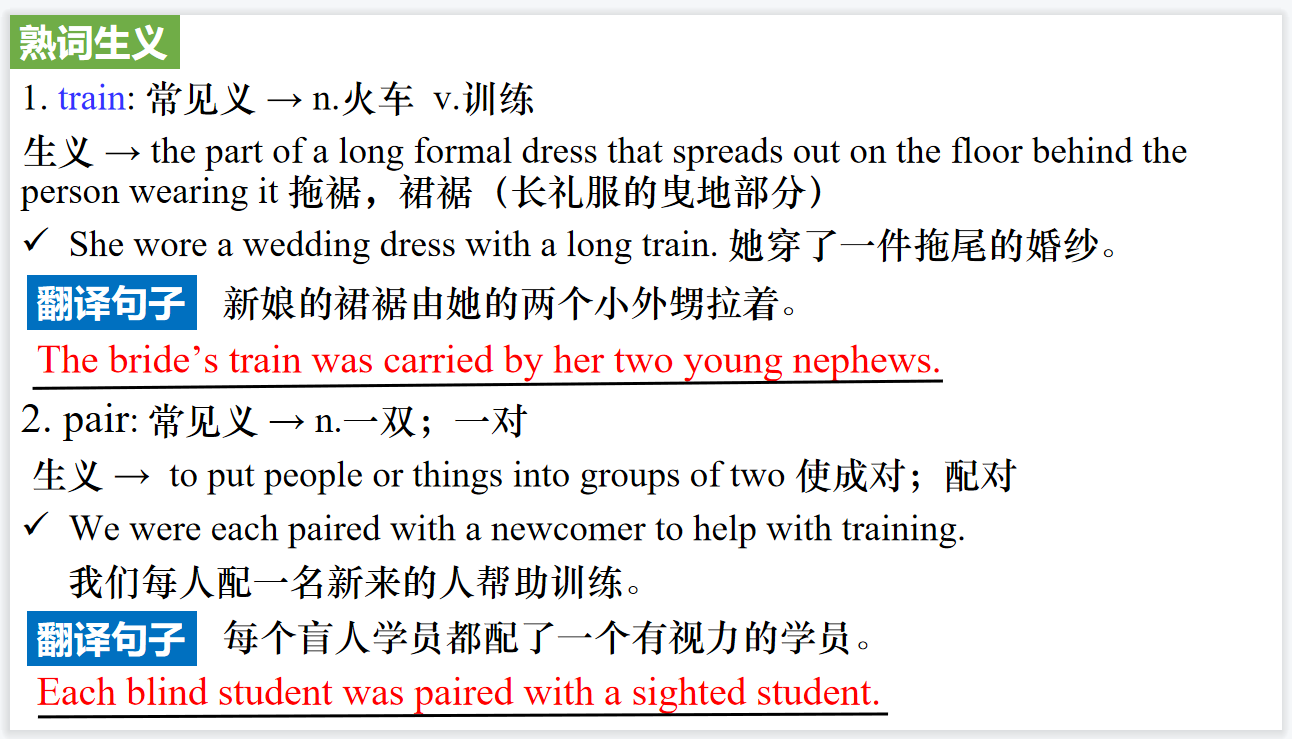 熟词生义
1. train: 常见义 → n.火车 v.训练
生义 → the part of a long formal dress that spreads out on the floor behind the
person wearing it 拖裾，裙裾（长礼服的曳地部分）
✓ She wore a wedding dress with a long train. 她穿了一件拖尾的婚纱。
翻译句子 新娘的裙裾由她的两个小外甥拉着。
The bride’s train was carried by her two young nephews.
2. pair: 常见义 → n.一双；一对
生义 → to put people or things into groups of two 使成对；配对
✓ We were each paired with a newcomer to help with training.
我们每人配一名新来的人帮助训练。
翻译句子 每个盲人学员都配了一个有视力的学员。
Each blind student was paired with a sighted student.